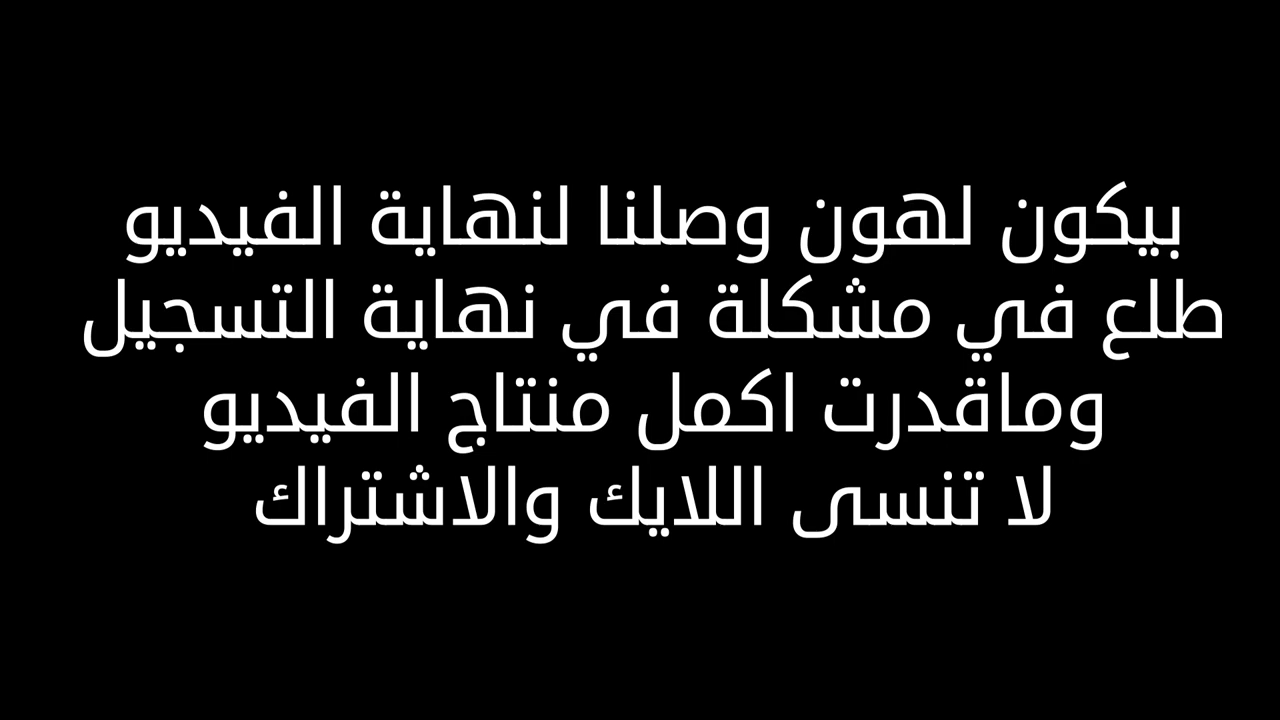 بيكون لهون وصلنا لنهاية الفيديو
طلع في مشكلة في نهاية التسجيل
وماقدرت اكمل منتاج الفيديو
لا تنسى اللايك والاشتراك